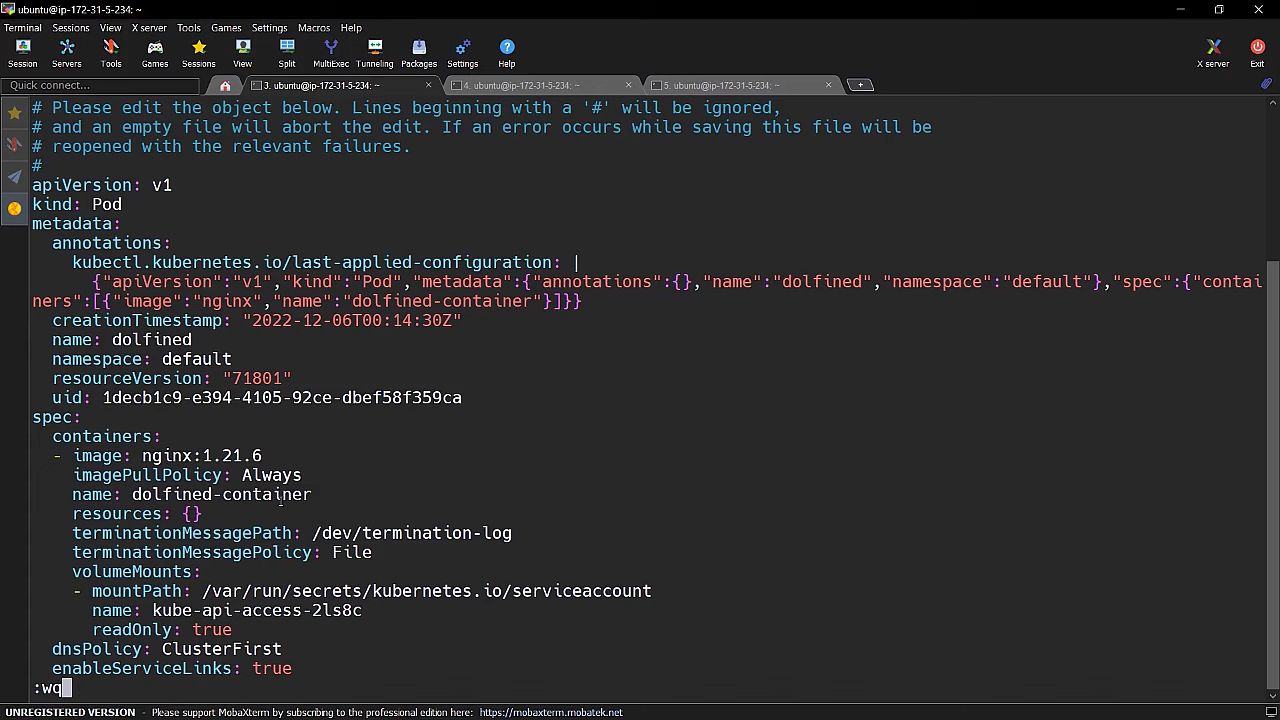 ubuntu@ip-172-31-5-234: ~
Terminal Sessions View X server Tools Games Settings Macros Help
Session Servers Tools Games Sessions View Split MultiExec Tunneling Packages Settings Help X server Exit
Quick connect... 3. ubuntu@ip-172-31-5-234: ~ 4. ubuntu@ip-172-31-5-234: ~ 5. ubuntu@ip-172-31-5-234: ~
# Please edit the object below. Lines beginning with a '#' will be ignored,
# and an empty file will abort the edit. If an error occurs while saving this file will be
# reopened with the relevant failures.
#
apiVersion: v1
kind: Pod
metadata:
  annotations:
    kubectl.kubernetes.io/last-applied-configuration: |
      {"apiVersion":"v1","kind":"Pod","metadata":{"annotations":{},"name":"dolfined","namespace":"default"},"spec":{"contai
ners":[{"image":"nginx","name":"dolfined-container"}]}}
  creationTimestamp: "2022-12-06T00:14:30Z"
  name: dolfined
  namespace: default
  resourceVersion: "71801"
  uid: 1decb1c9-e394-4105-92ce-dbef58f359ca
spec:
  containers:
  - image: nginx:1.21.6
    imagePullPolicy: Always
    name: dolfined-container
    resources: {}
    terminationMessagePath: /dev/termination-log
    terminationMessagePolicy: File
    volumeMounts:
    - mountPath: /var/run/secrets/kubernetes.io/serviceaccount
      name: kube-api-access-2ls8c
      readOnly: true
  dnsPolicy: ClusterFirst
  enableServiceLinks: true
:wq
UNREGISTERED VERSION - Please support MobaXterm by subscribing to the professional edition here: https://mobaxterm.mobatek.net